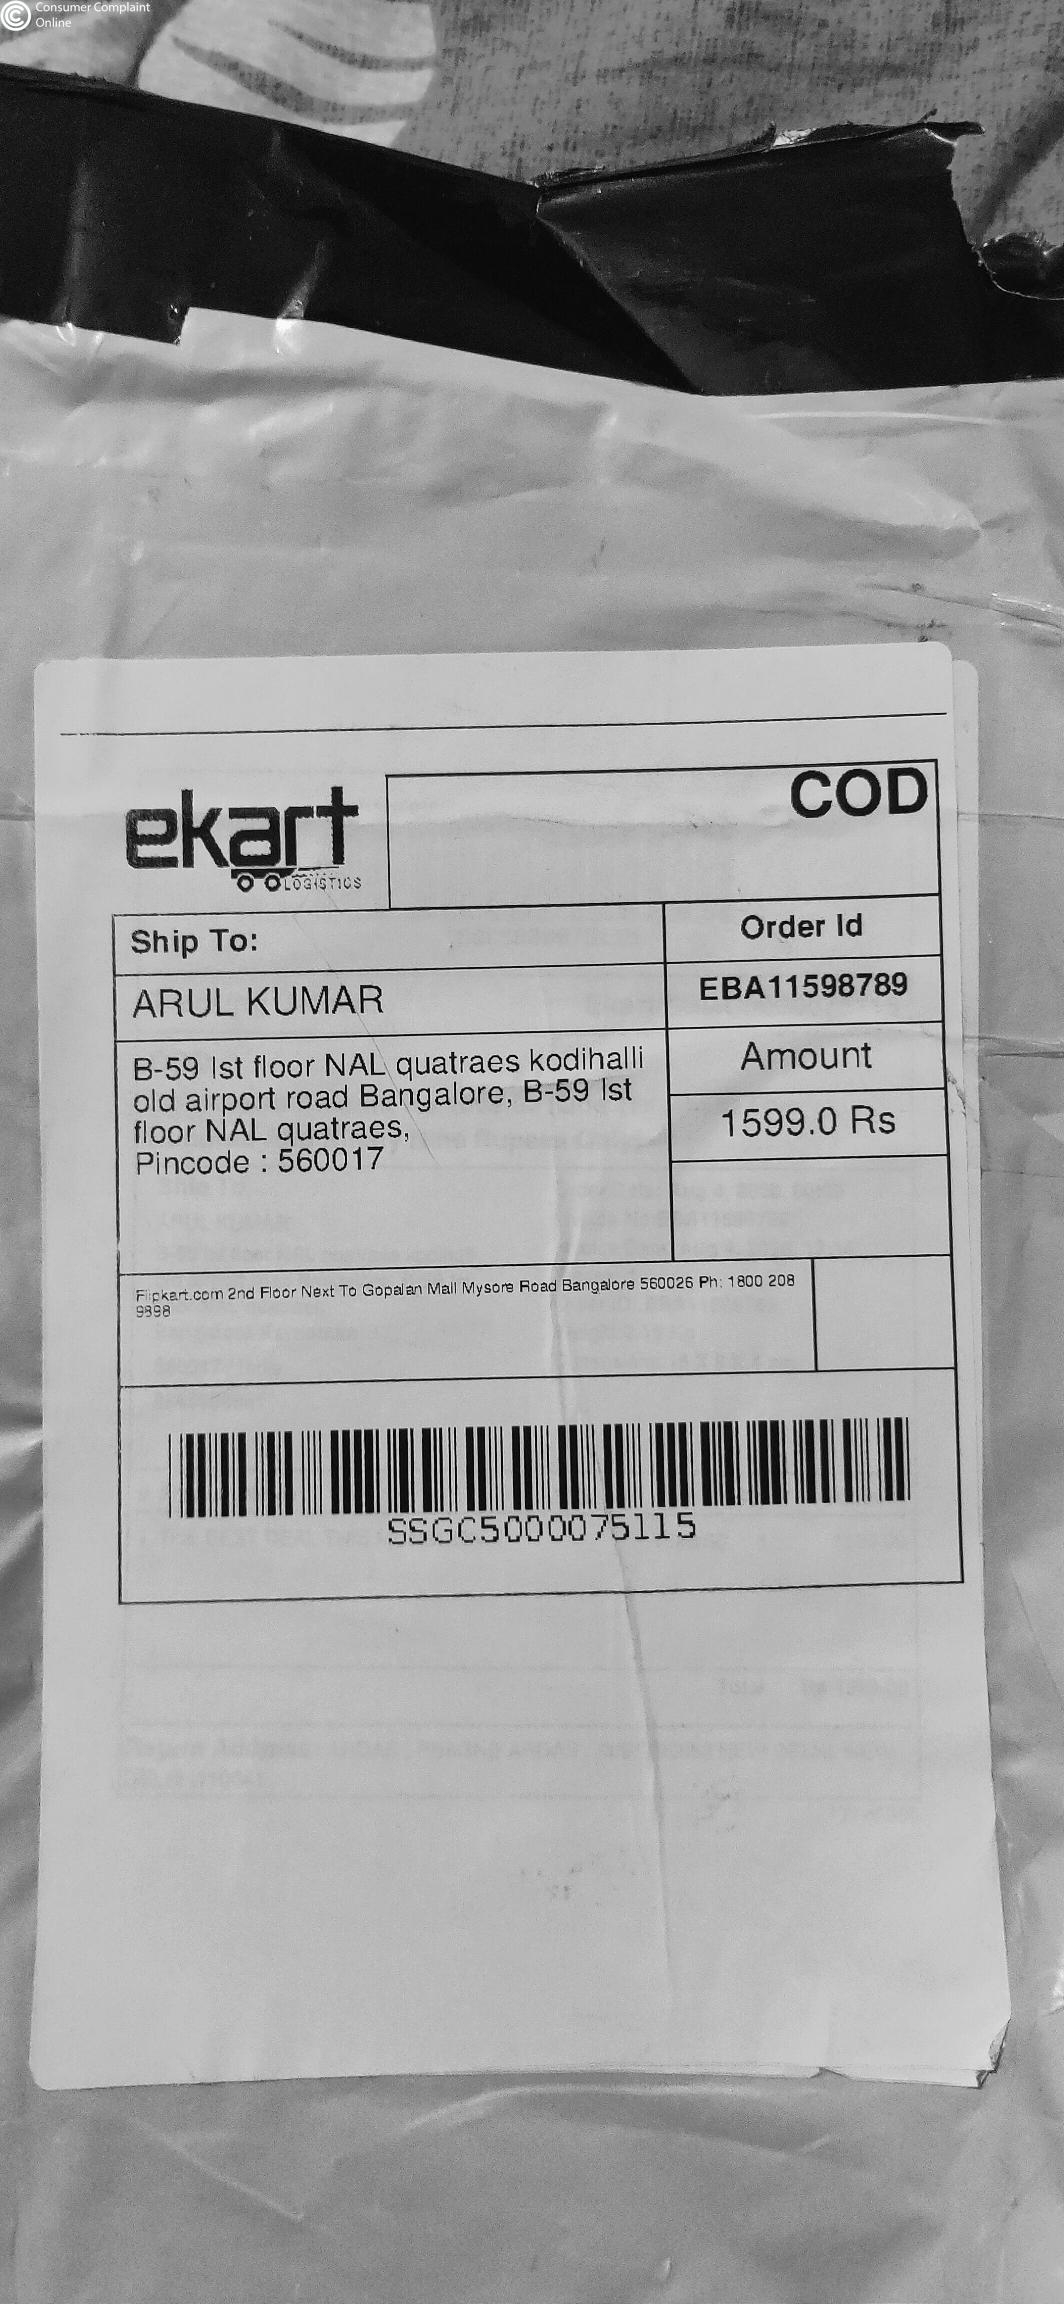 Consumer Complaint
Online
COD
ekart
LOGISTICS
Ship To:
Order Id
ARUL KUMAR
EBA11598789
B-59 Ist floor NAL quatraes kodihalli
old airport road Bangalore, B-59 Ist
floor NAL quatraes,
Pincode : 560017
Amount
1599.0 Rs
Flipkart.com 2nd Floor Next To Gopalan Mall Mysore Road Bangalore 560026 Ph: 1800 208
9898
SSGC5000075115